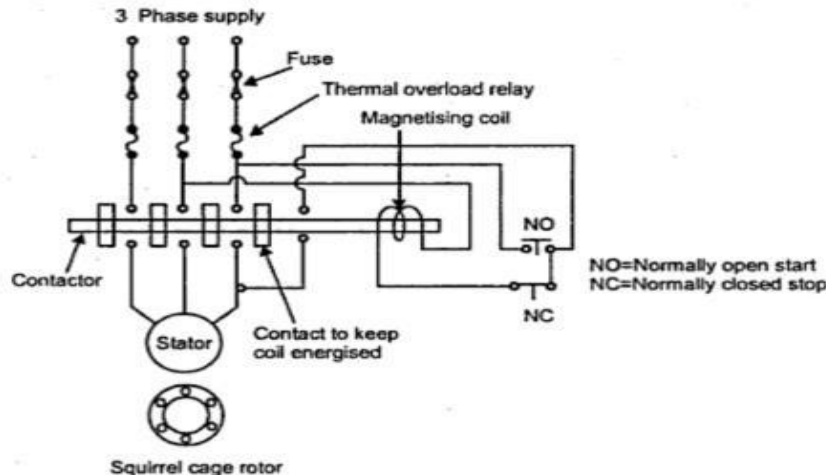 3 Phase supply
Fuse
Thermal overload relay
Magnetising coil
NO
NO=Normally open start
NC=Normally closed stop
NC
Contactor
Contact to keep
coil energised
Stator
Squirrel cage rotor